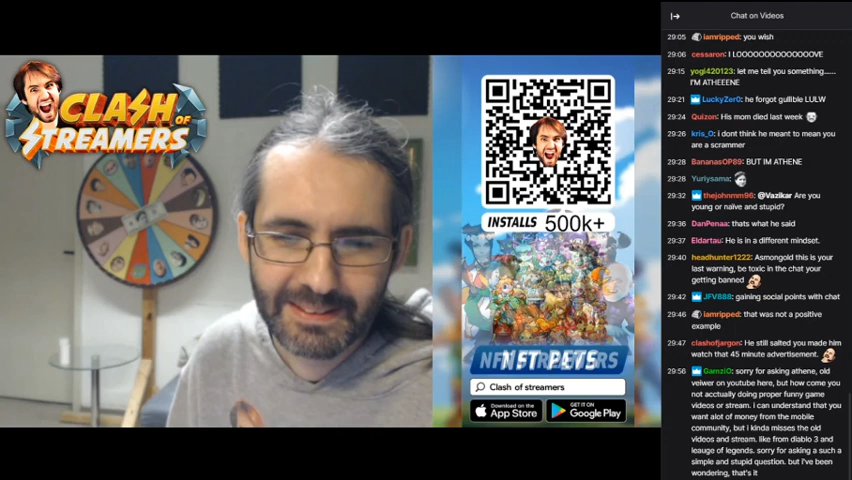 CLASH OF
STREAMERS
INSTALLS 500k+
Clash of streamers
Download on the
App Store
GET IT ON
Google Play
Chat on Videos
29:05 iamripped: you wish
29:06 cessaron: I LOOOOOOOOOOOOOOVE
29:15 yogi420123: let me tell you something.....
I'M ATHEEENE
29:21 LuckyZer0: he forgot gullible LULW
29:24 Quizon: His mom died last week
29:26 kris_O: i dont think he meant to mean you
are a scrammer
29:28 BananasOP89: BUT IM ATHENE
29:28 Yuriysama:
29:32 thejohnmm96: @Vazikar Are you
young or naïve and stupid?
29:36 DanPenaa: thats what he said
29:37 Eldartau: He is in a different mindset.
29:40 headhunter1222: Asmongold this is your
last warning, be toxic in the chat your
getting banned
29:42 JFV888: gaining social points with chat
29:46 iamripped: that was not a positive
example
29:47 clashofjargon: He still salted you made him
watch that 45 minute advertisement.
29:56 GamziO: sorry for asking athene, old
veiwer on youtube here, but how come you
not acctually doing proper funny game
videos or stream. i can understand that you
want alot of money from the mobile
community, but i kinda misses the old
videos and stream. like from diablo 3 and
leauge of legends. sorry for asking a such a
simple and stupid question. but i've been
wondering, that's it